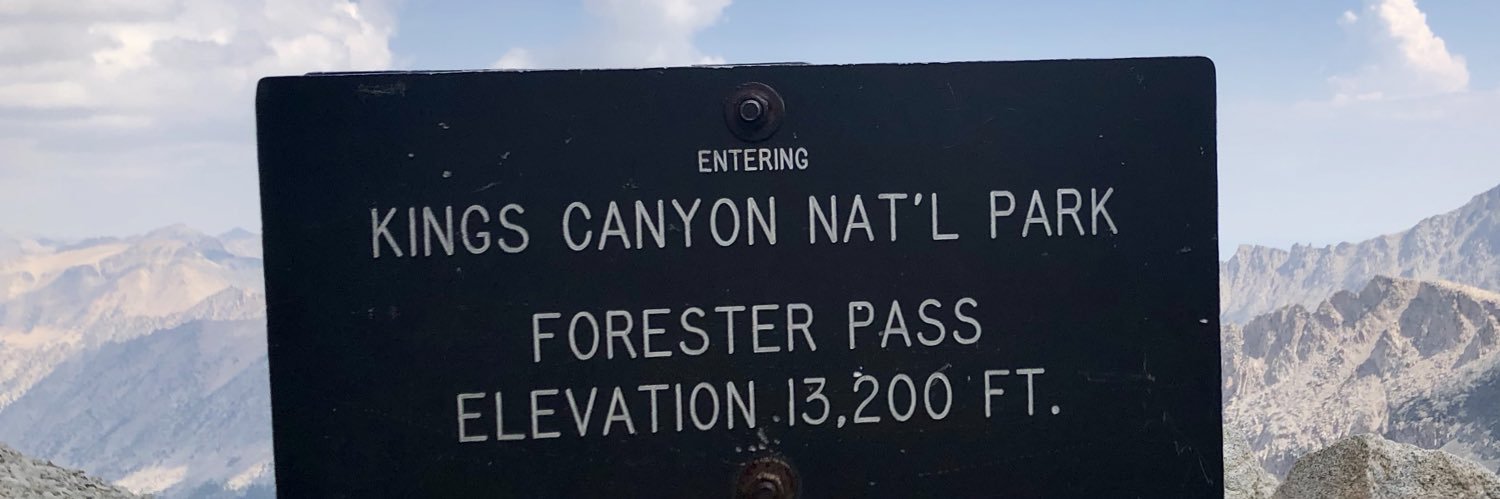 ENTERING
KINGS CANYON NAT'L PARK
FORESTER PASS
ELEVATION 13,200 FT.